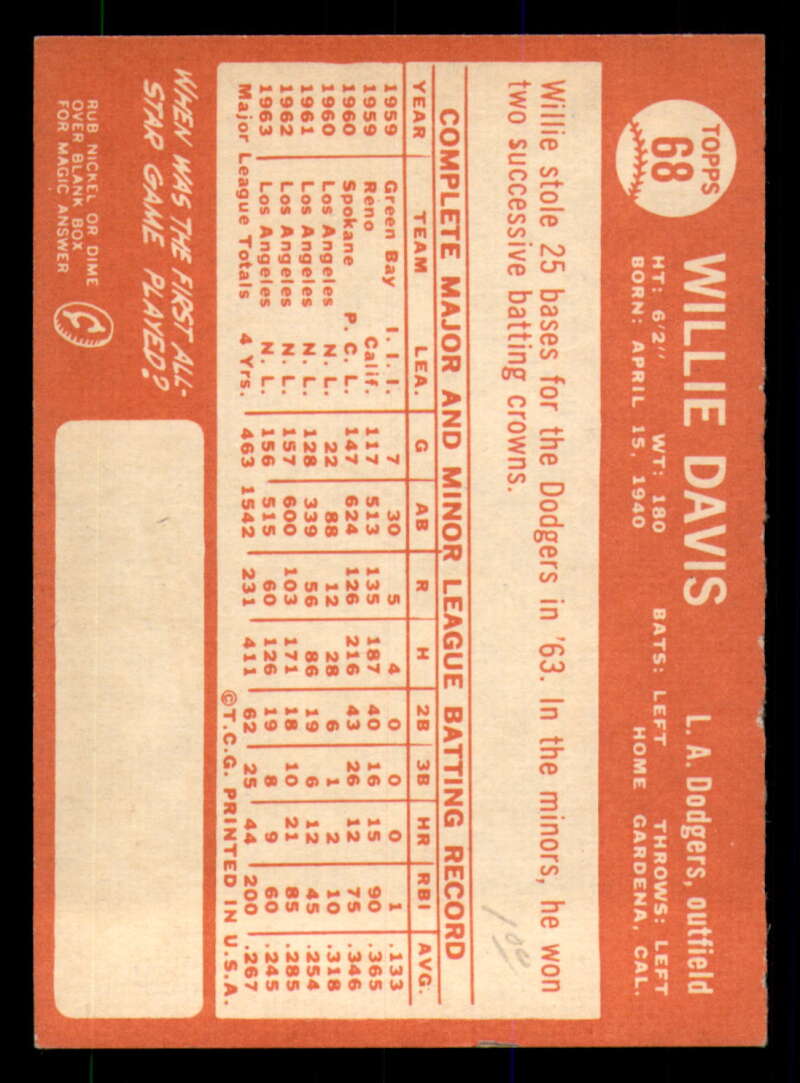 TOPPS
68
WILLIE DAVIS L. A. Dodgers, outfield
HT: 6'2" WT: 180 BATS: LEFT THROWS: LEFT
BORN: APRIL 15, 1940 HOME GARDENA, CAL.
Willie stole 25 bases for the Dodgers in '63. In the minors, he won
two successive batting crowns.
1 00
COMPLETE MAJOR AND MINOR LEAGUE BATTING RECORD
YEAR TEAM LEA. G AB R H 2B 3B HR RBI AVG.
1959 Green Bay I. I. I. 7 30 5 4 0 0 0 1 .133
1959 Reno Calif. 117 513 135 187 40 16 15 90 .365
1960 Spokane P. C. L. 147 624 126 216 43 26 12 75 .346
1960 Los Angeles N. L. 22 88 12 28 6 1 2 10 .318
1961 Los Angeles N. L. 128 339 56 86 19 6 12 45 .254
1962 Los Angeles N. L. 157 600 103 171 18 10 21 85 .285
1963 Los Angeles N. L. 156 515 60 126 19 8 9 60 .245
Major League Totals 4 Yrs. 463 1542 231 411 62 25 44 200 .267
©T.C.G. PRINTED IN U.S.A.
WHEN WAS THE FIRST ALL-
STAR GAME PLAYED?
RUB NICKEL OR DIME
OVER BLANK BOX
FOR MAGIC ANSWER